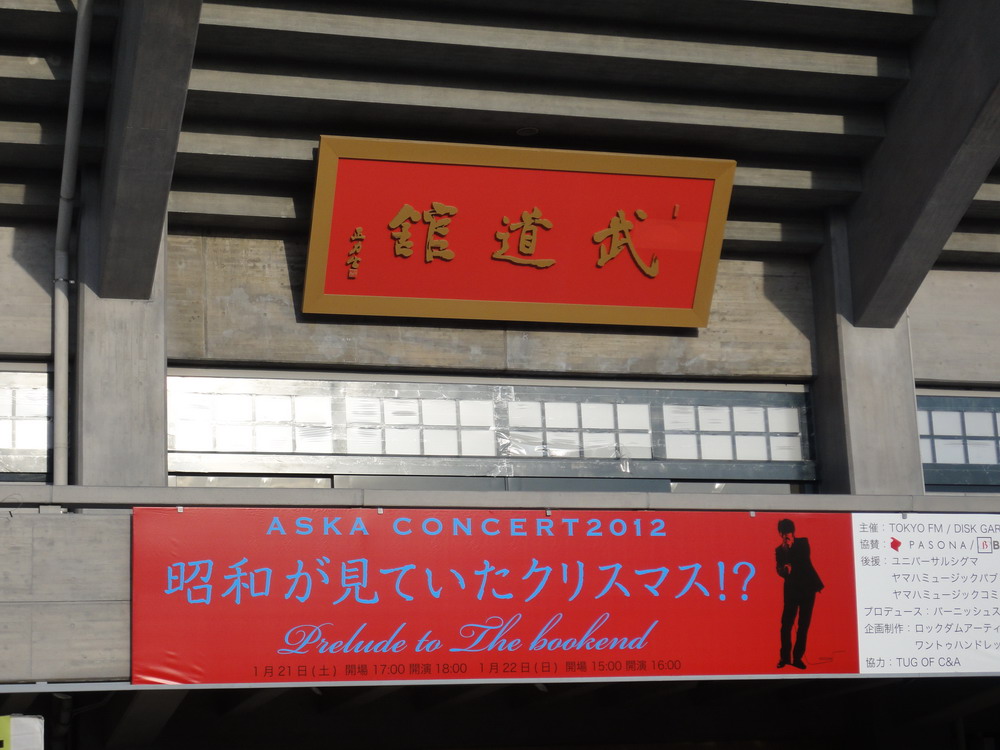 武道館
正力書
ASKA CONCERT2012
昭和が見ていたクリスマス!?
Prelude to The bookend
1月21日(土) 開場 17:00 開演 18:00 1月22日(日) 開場 15:00 開演 16:00
主催：TOKYO FM / DISK GAR
協賛： PASONA/ B
後援：ユニバーサルシグマ
ヤマハミュージックパブ
ヤマハミュージックコミ
プロデュース：バーニッシュス
企画制作：ロックダムアーティ
ワントゥハンドレッ
協力：TUG OF C&A